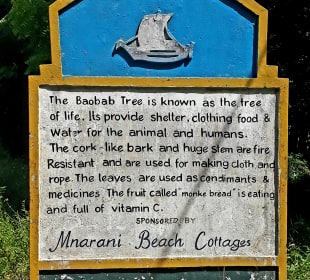 The Baobab Tree is known as the tree
of life. Its provide shelter, clothing food &
Water for the animal and humans.
The cork-like bark and huge stem are fire
Resistant and are used for making cloth and
rope. The leaves are used as condimants &
medicines. The fruit called "monke bread" is eating
and full of vitamin C.
SPONSORED BY
Mnarani Beach Cottages